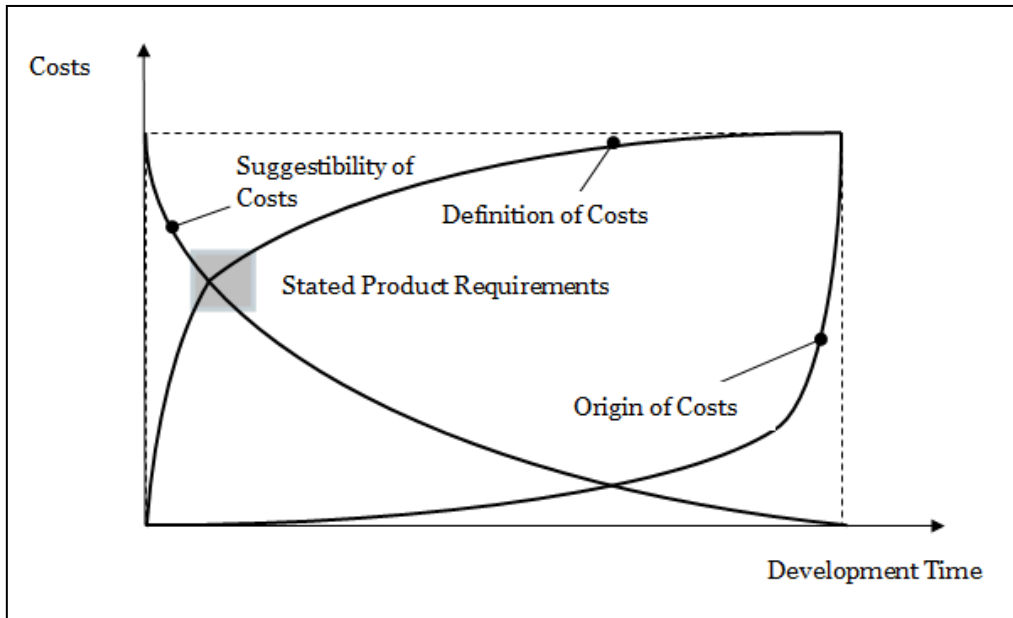 Costs
Suggestibility of
Costs
Definition of Costs
Stated Product Requirements
Origin of Costs
Development Time